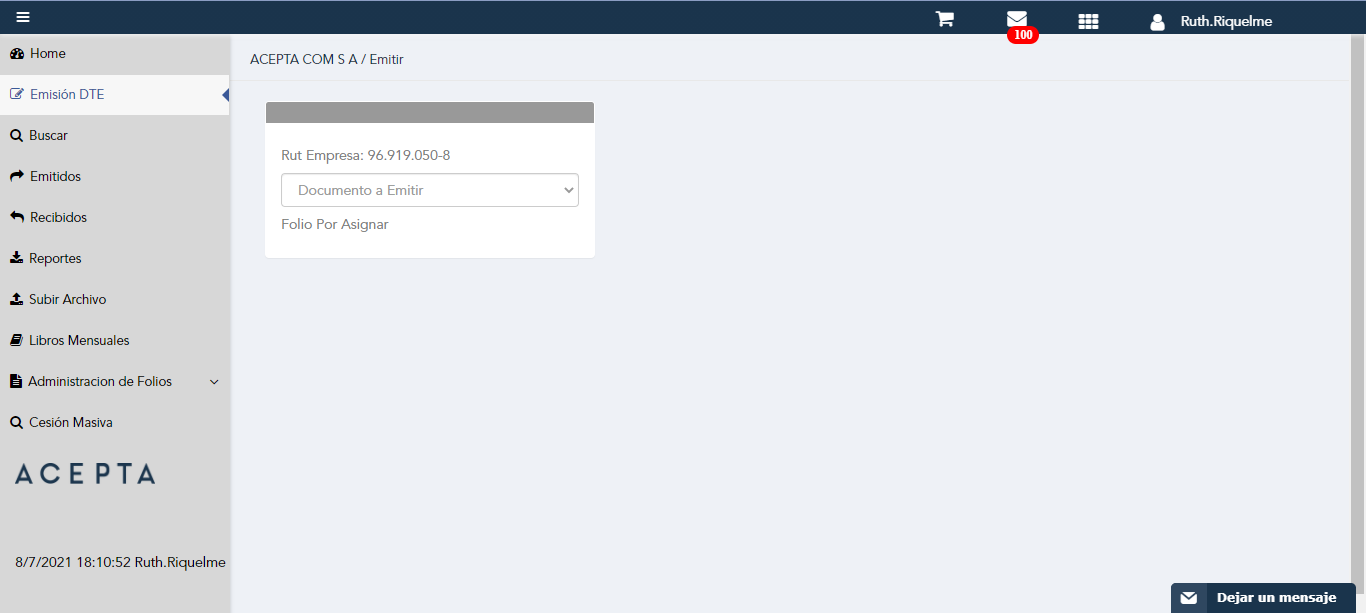 100
Ruth.Riquelme
Home
Emisión DTE
Buscar
Emitidos
Recibidos
Reportes
Subir Archivo
Libros Mensuales
Administracion de Folios
Cesión Masiva
ACEPTA
8/7/2021 18:10:52 Ruth.Riquelme
ACEPTA COM S A / Emitir
Rut Empresa: 96.919.050-8
Documento a Emitir
Folio Por Asignar
Dejar un mensaje